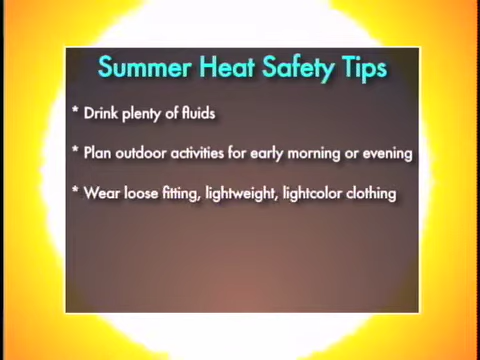 Summer Heat Safety Tips
* Drink plenty of fluids
* Plan outdoor activities for early morning or evening
* Wear loose fitting, lightweight, lightcolor clothing